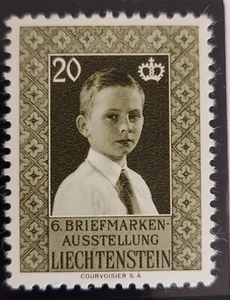 20
6. BRIEFMARKEN-
AUSSTELLUNG
LIECHTENSTEIN
COURVOISIER S.A.